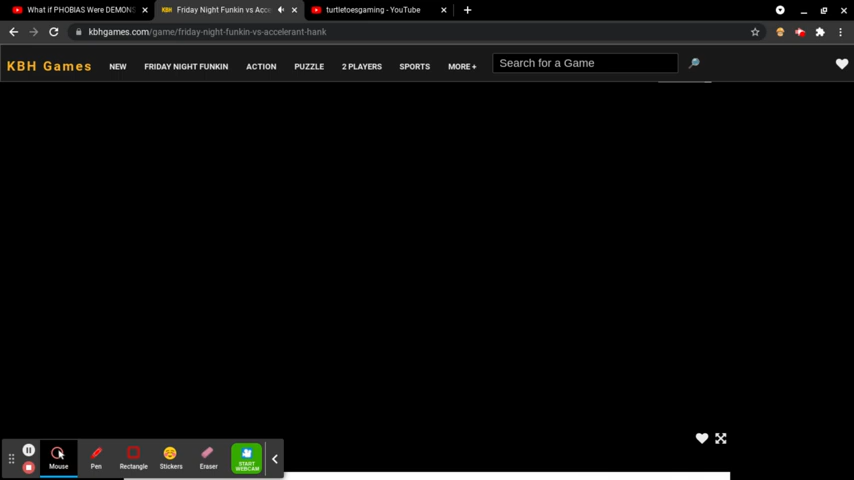 What if PHOBIAS Were DEMONS
Friday Night Funkin vs Acce
turtletoesgaming - YouTube
kbhgames.com/game/friday-night-funkin-vs-accelerant-hank
KBH Games
NEW
FRIDAY NIGHT FUNKIN
ACTION
PUZZLE
2 PLAYERS
SPORTS
MORE +
Search for a Game
Mouse
Pen
Rectangle
Stickers
Eraser
START
WEBCAM